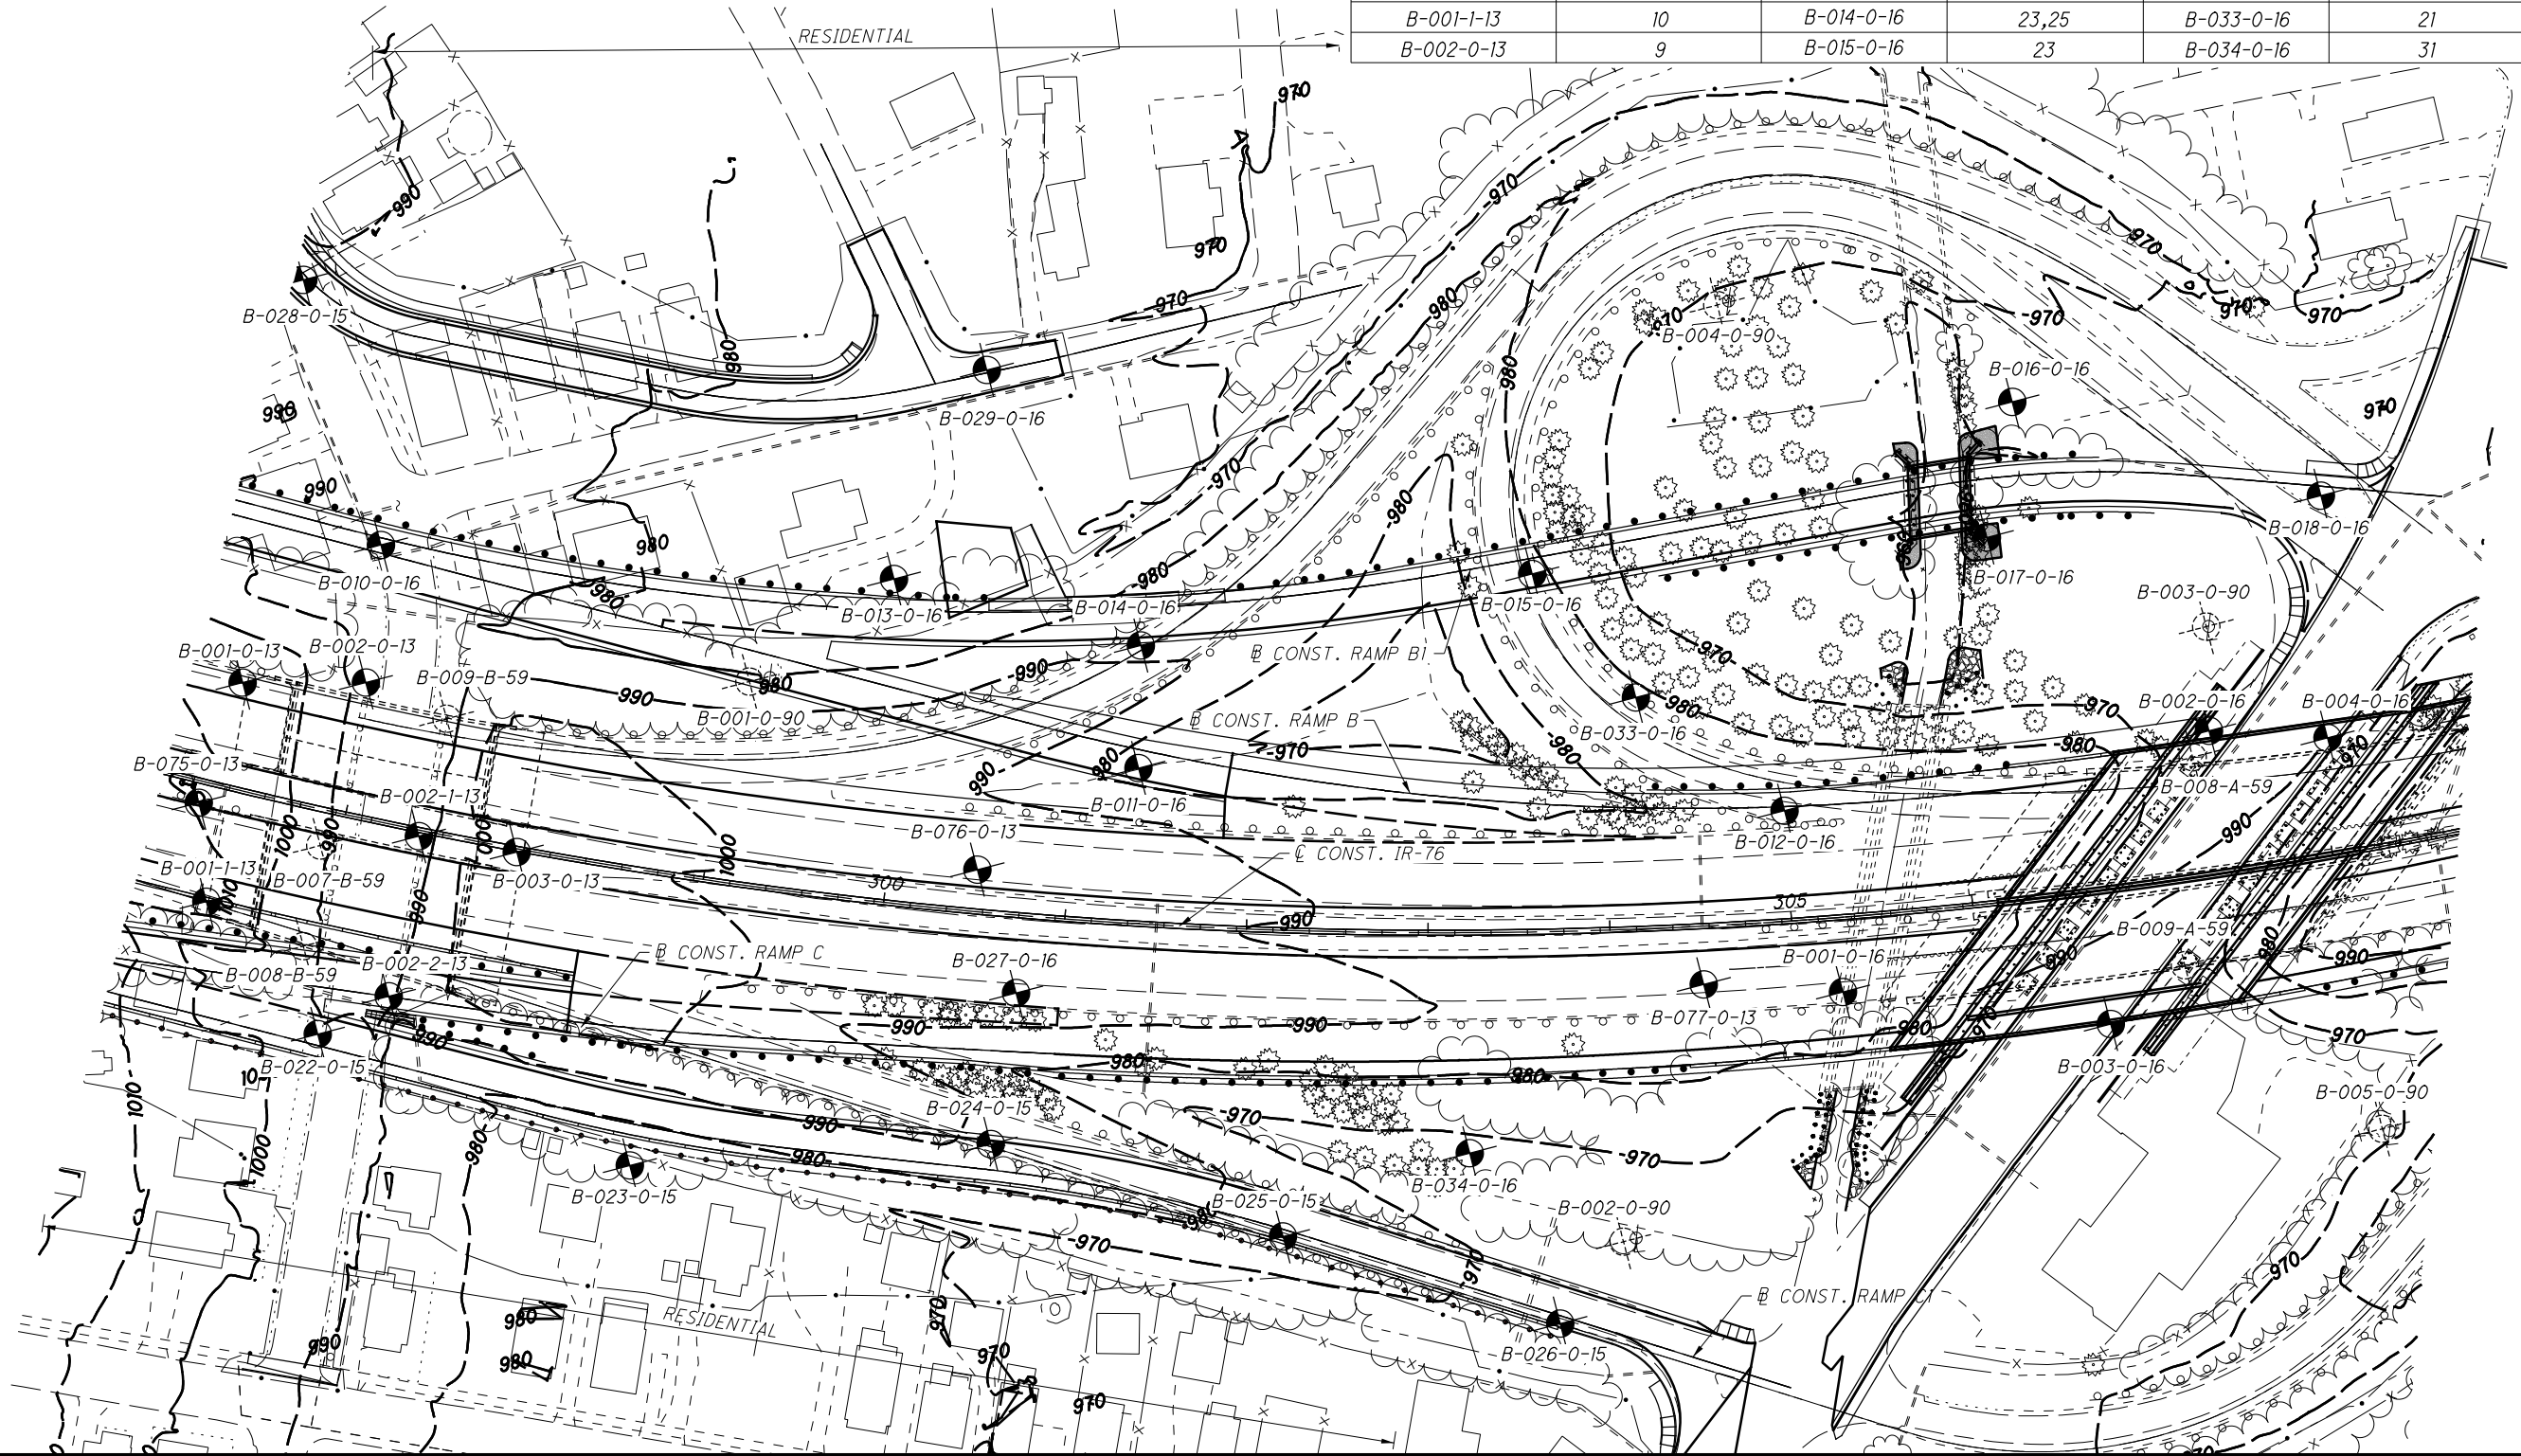 B-001-1-13 10 B-014-0-16 23,25 B-033-0-16 21
B-002-0-13 9 B-015-0-16 23 B-034-0-16 31
RESIDENTIAL
970
970
990
970
B-028-0-15
970
980
B-004-0-90
970
970
970
970
980
980
B-016-0-16
990
B-029-0-16
970
990
970
980
B-018-0-16
980
B-010-0-16
980
980
B-013-0-16
B-014-0-16
B-015-0-16
B-017-0-16
B-003-0-90
B-001-0-13
B-002-0-13
CONST. RAMP B1
970
B-009-B-59
990
990
980
B-001-0-90
CONST. RAMP B
980
B-033-0-16
970
B-002-0-16
B-004-0-16
980
970
980
970
B-075-0-13
980
990
B-002-1-13
B-011-0-16
B-008-A-59
1000
990
1000
B-076-0-13
CONST. IR-76
B-012-0-16
990
B-001-1-13
B-007-B-59
B-003-0-13
300
305
1010
990
990
B-009-A-59
980
CONST. RAMP C
B-008-B-59
B-002-2-13
B-027-0-16
B-001-0-16
990
990
B-077-0-13
990
990
990
980
970
970
B-022-0-15
980
980
B-003-0-16
B-005-0-90
1010
1000
980
B-024-0-15
970
990
980
970
B-023-0-15
B-034-0-16
B-025-0-15
980
B-002-0-90
970
970
970
CONST. RAMP C1
RESIDENTIAL
980
970
990
980
970
B-026-0-15
970